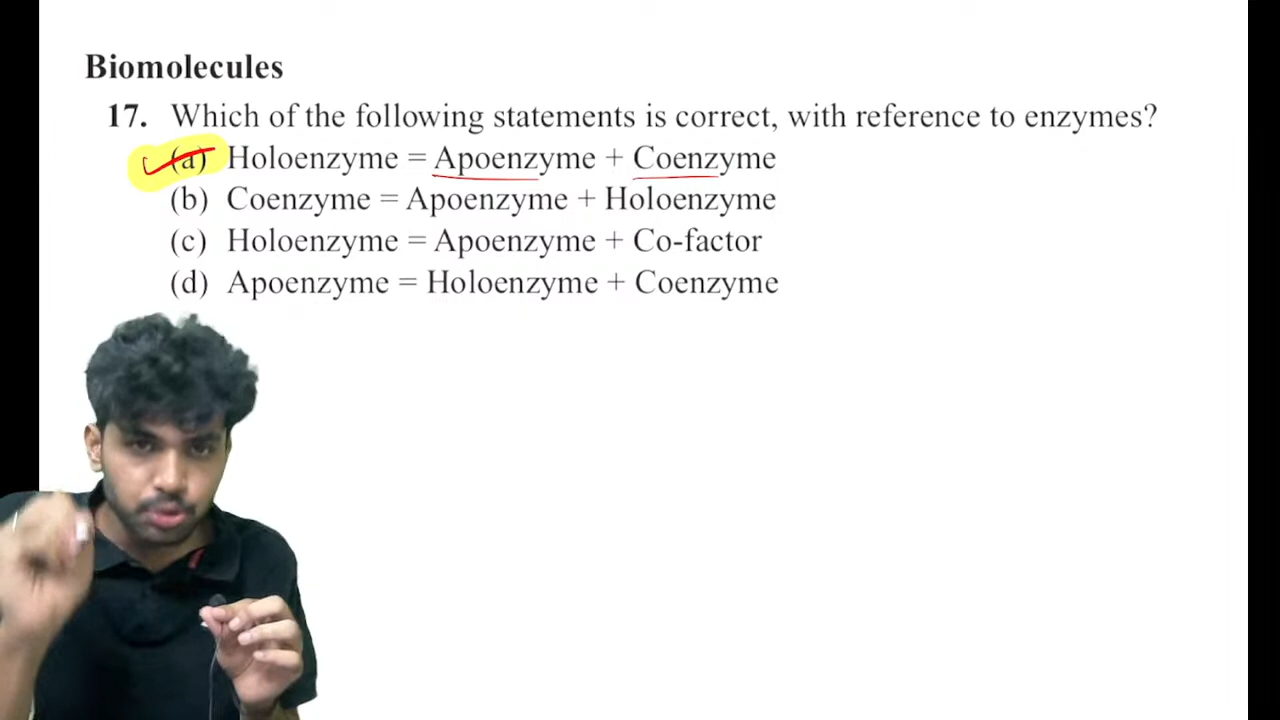 Biomolecules
17. Which of the following statements is correct, with reference to enzymes?
(a) Holoenzyme = Apoenzyme + Coenzyme
(b) Coenzyme = Apoenzyme + Holoenzyme
(c) Holoenzyme = Apoenzyme + Co-factor
(d) Apoenzyme = Holoenzyme + Coenzyme